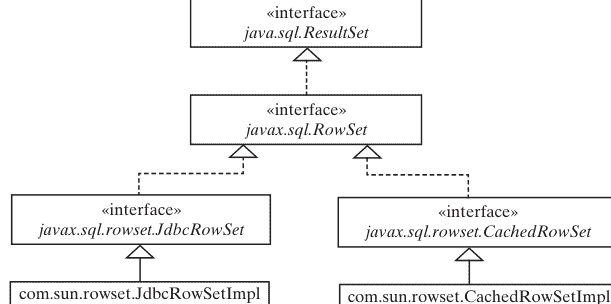 «interface»
java.sql.ResultSet
«interface»
javax.sql.RowSet
«interface»
javax.sql.rowset.JdbcRowSet
«interface»
javax.sql.rowset.CachedRowSet
com.sun.rowset.JdbcRowSetImpl
com.sun.rowset.CachedRowSetImpl